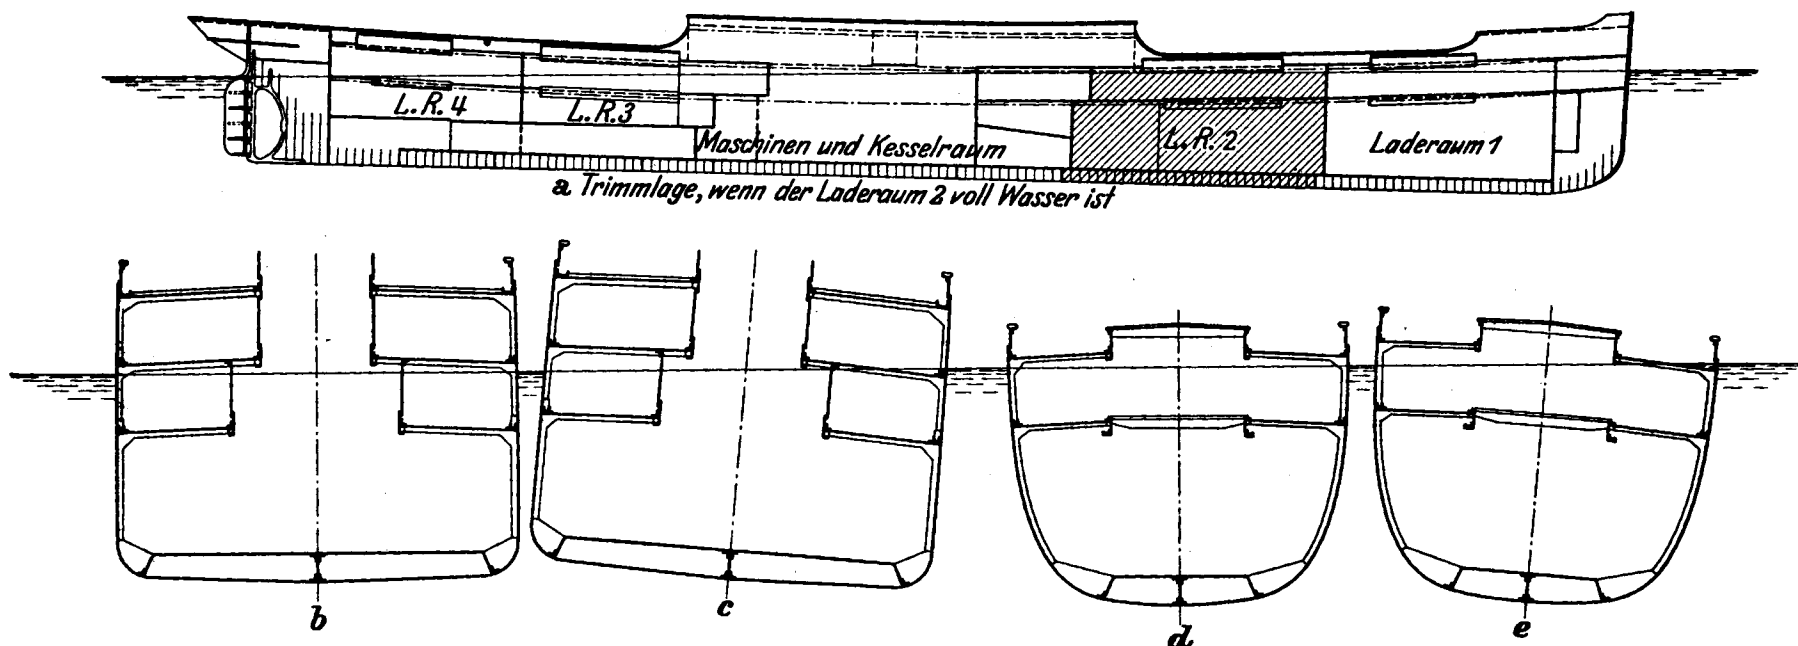 L.R.4
L.R.3
Maschinen und Kesselraum
L.R.2
Laderaum 1
a Trimmlage, wenn der Laderaum 2 voll Wasser ist
b
c
d
e